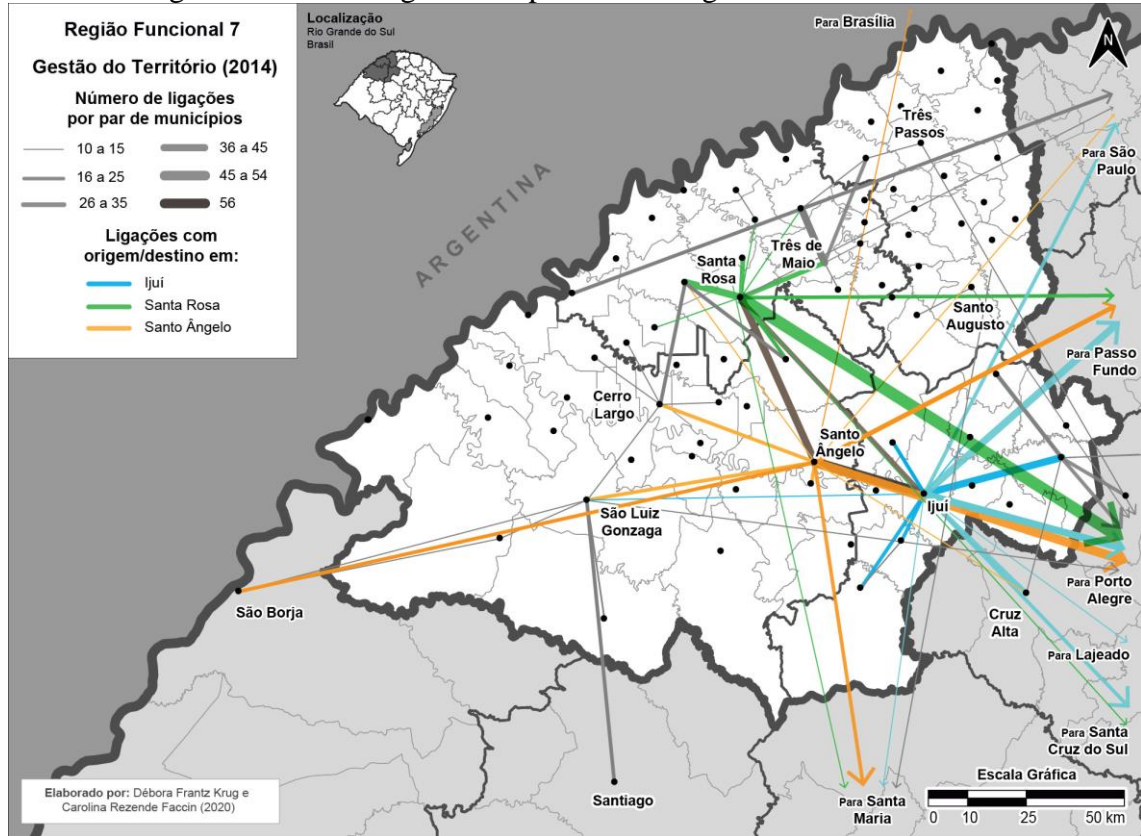 Região Funcional 7
Gestão do Território (2014)
Número de ligações
por par de municípios
10 a 15
36 a 45
16 a 25
45 a 54
26 a 35
56
Ligações com
origem/destino em:
Ijuí
Santa Rosa
Santo Ângelo
Localização
Rio Grande do Sul
Brasil
Para Brasília
N
ARGENTINA
Três
Passos
Para São
Paulo
Três de
Maio
Santa
Rosa
Santo
Augusto
Para Passo
Fundo
Cerro
Largo
Santo
Ângelo
Ijuí
São Luiz
Gonzaga
São Borja
Cruz
Alta
Para Porto
Alegre
Para Lajeado
Para Santa
Cruz do Sul
Santiago
Para Santa
Maria
Escala Gráfica
0 10 25 50 km
Elaborado por: Débora Frantz Krug e
Carolina Rezende Faccin (2020)